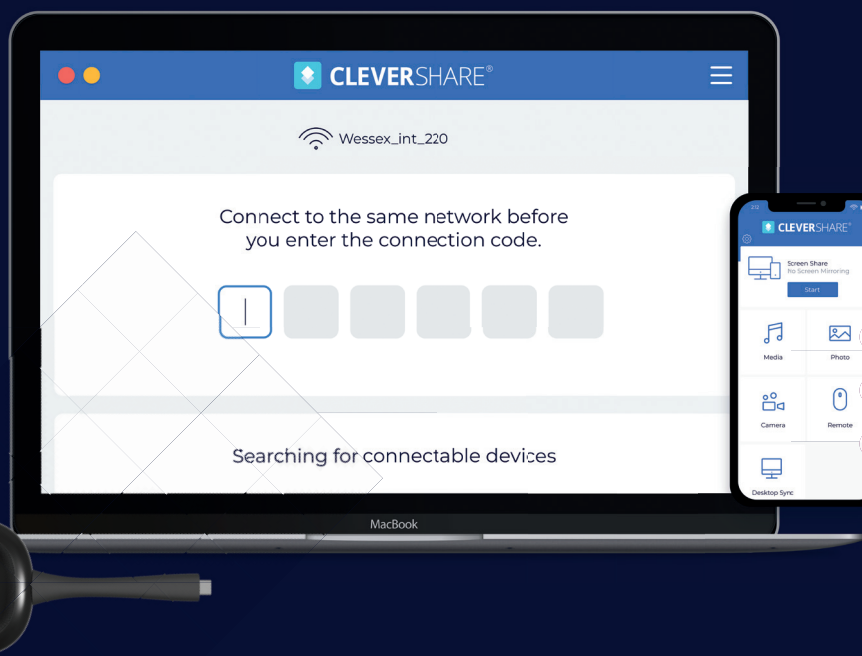 CLEVERSHARE®
Wessex_int_220
Connect to the same network before
you enter the connection code.
Searching for connectable devices
MacBook
CLEVERSHARE®
Screen Share
No Screen Mirroring
Start
Media
Photo
Camera
Remote
Desktop Sync